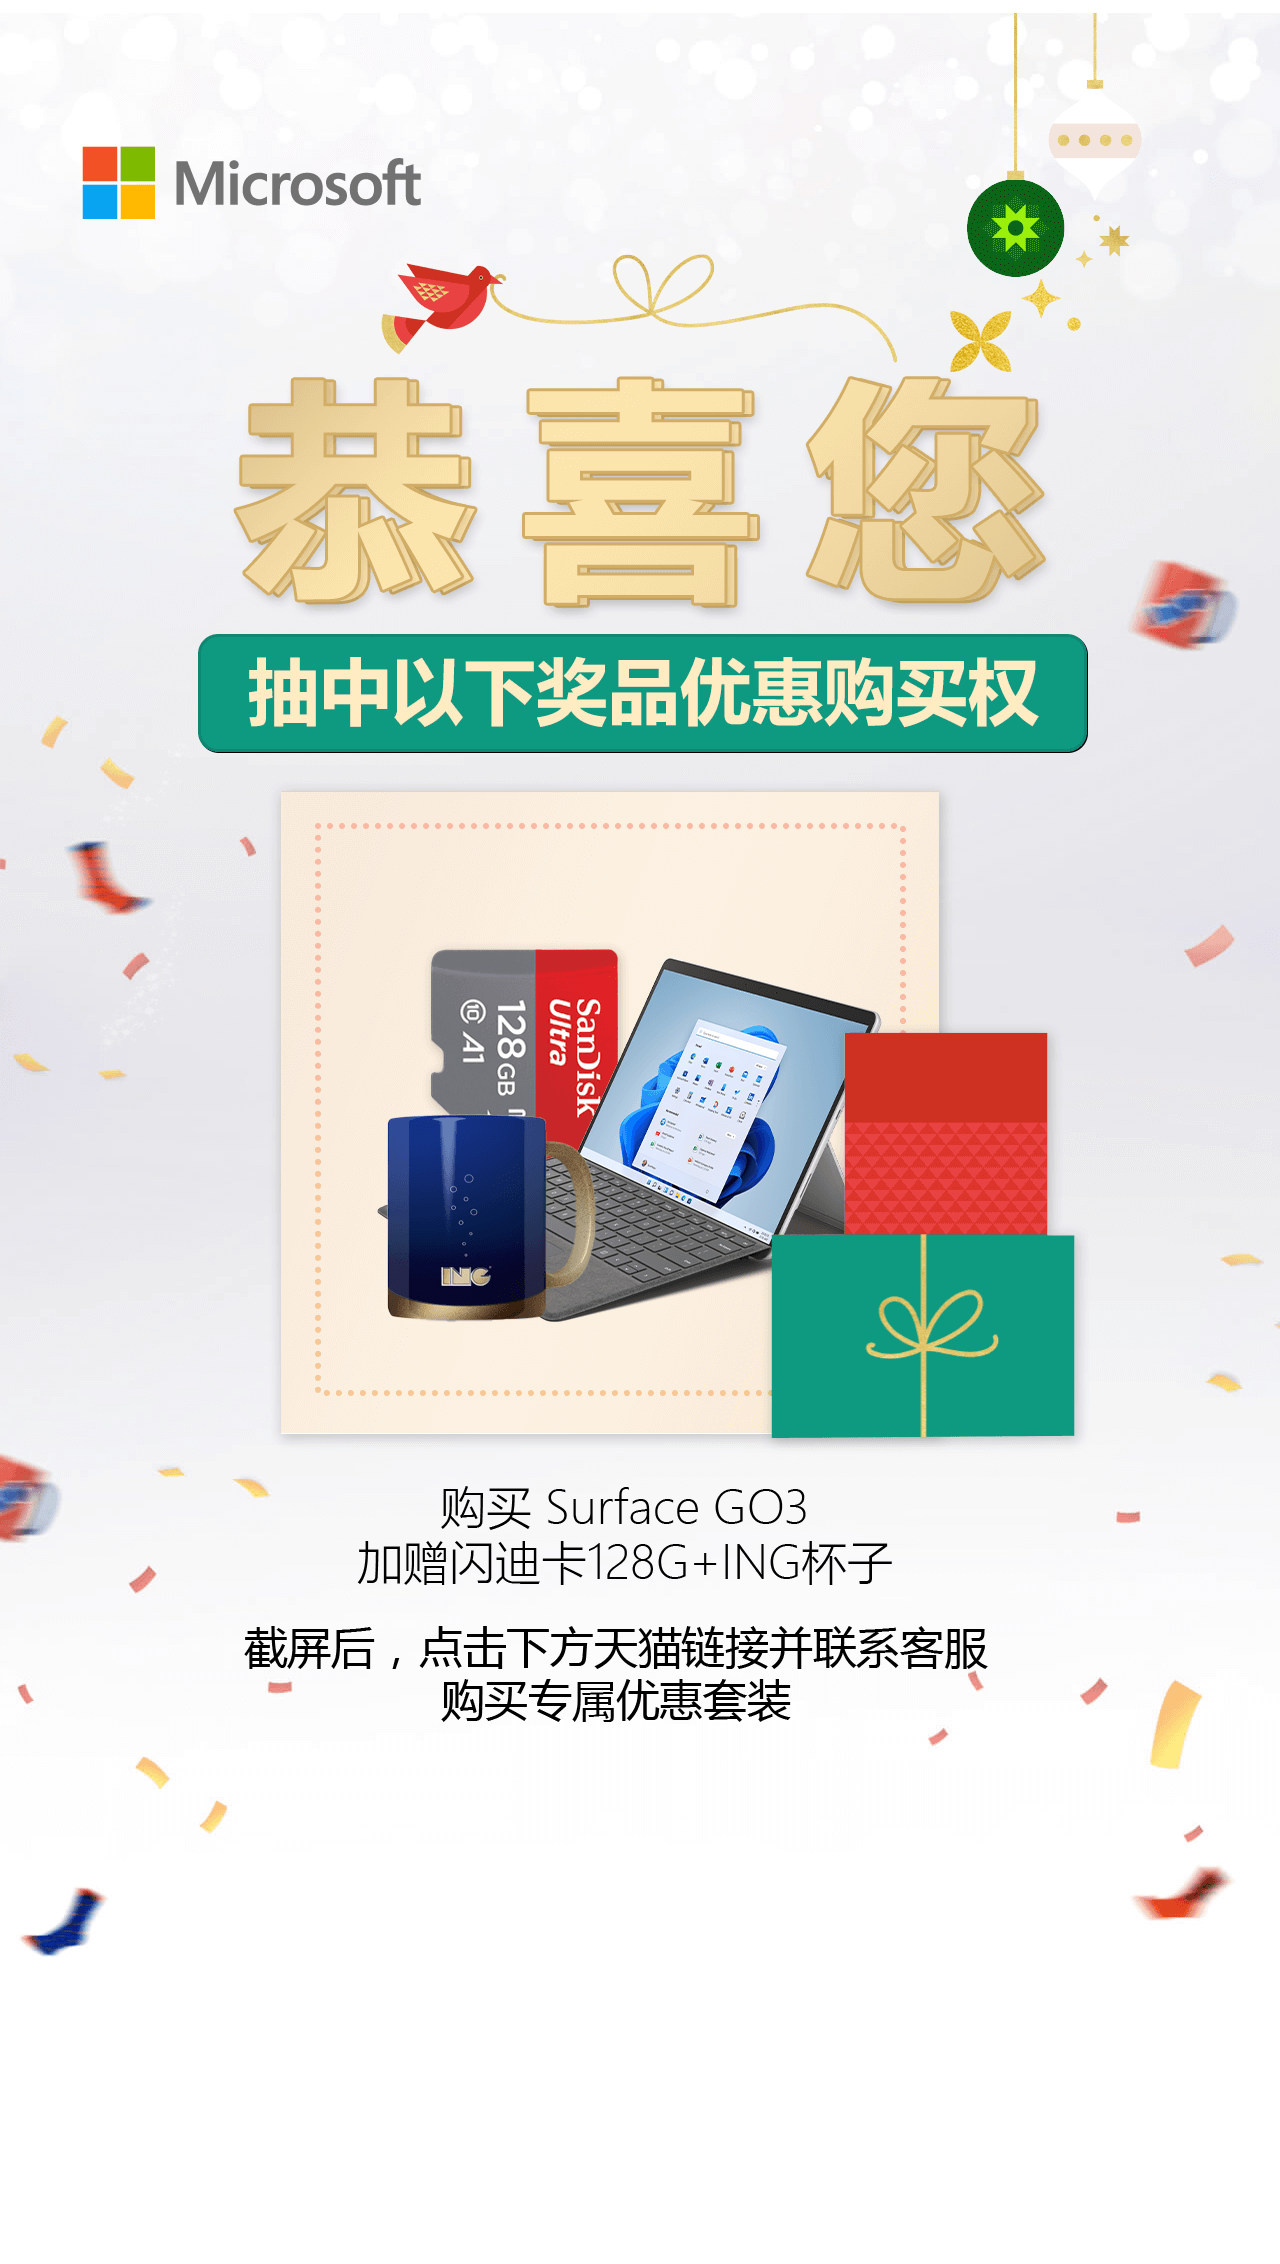 Microsoft
恭喜您
抽中以下奖品优惠购买权
SanDisk
Ultra
128GB
A1
ING
购买 Surface GO3
加赠闪迪卡128G+ING杯子
截屏后，点击下方天猫链接并联系客服
购买专属优惠套装